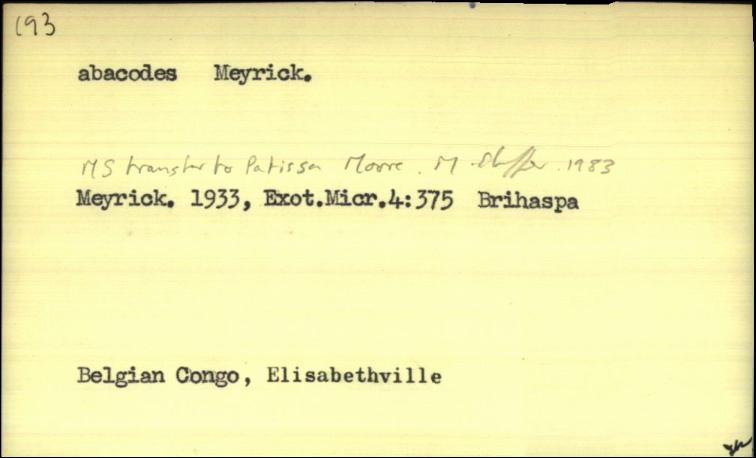 193
abacodes Meyrick.
MS transfer to Patissa Moore. M. Shaffer. 1983
Meyrick. 1933, Exot.Micr.4:375 Brihaspa
Belgian Congo, Elisabethville